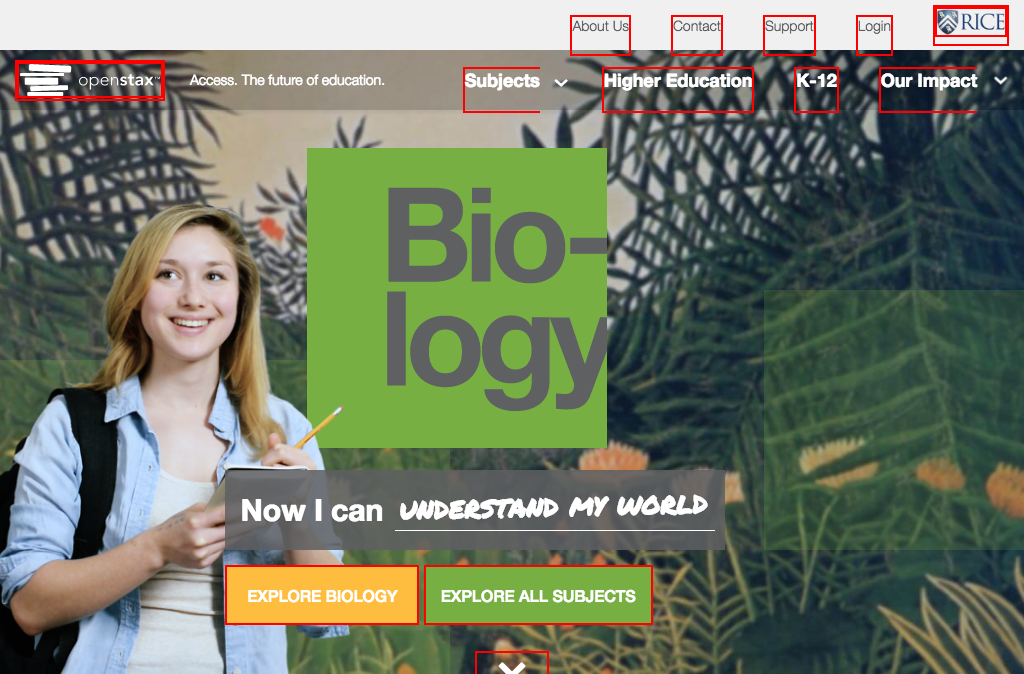 About Us Contact Support Login RICE
openstax™ Access. The future of education. Subjects Higher Education K-12 Our Impact
Bio-
logy
Now I can UNDERSTAND MY WORLD
EXPLORE BIOLOGY EXPLORE ALL SUBJECTS